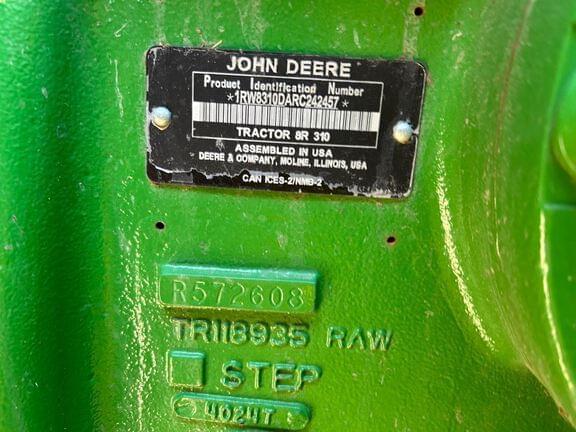 JOHN DEERE
Product Identification Number
*1RW8310DARC242457*
TRACTOR 8R 310
ASSEMBLED IN USA
DEERE & COMPANY, MOLINE, ILLINOIS, USA
CAN ICES-2/NMB-2
R572608
TR118935 RAW
STEP
4024T